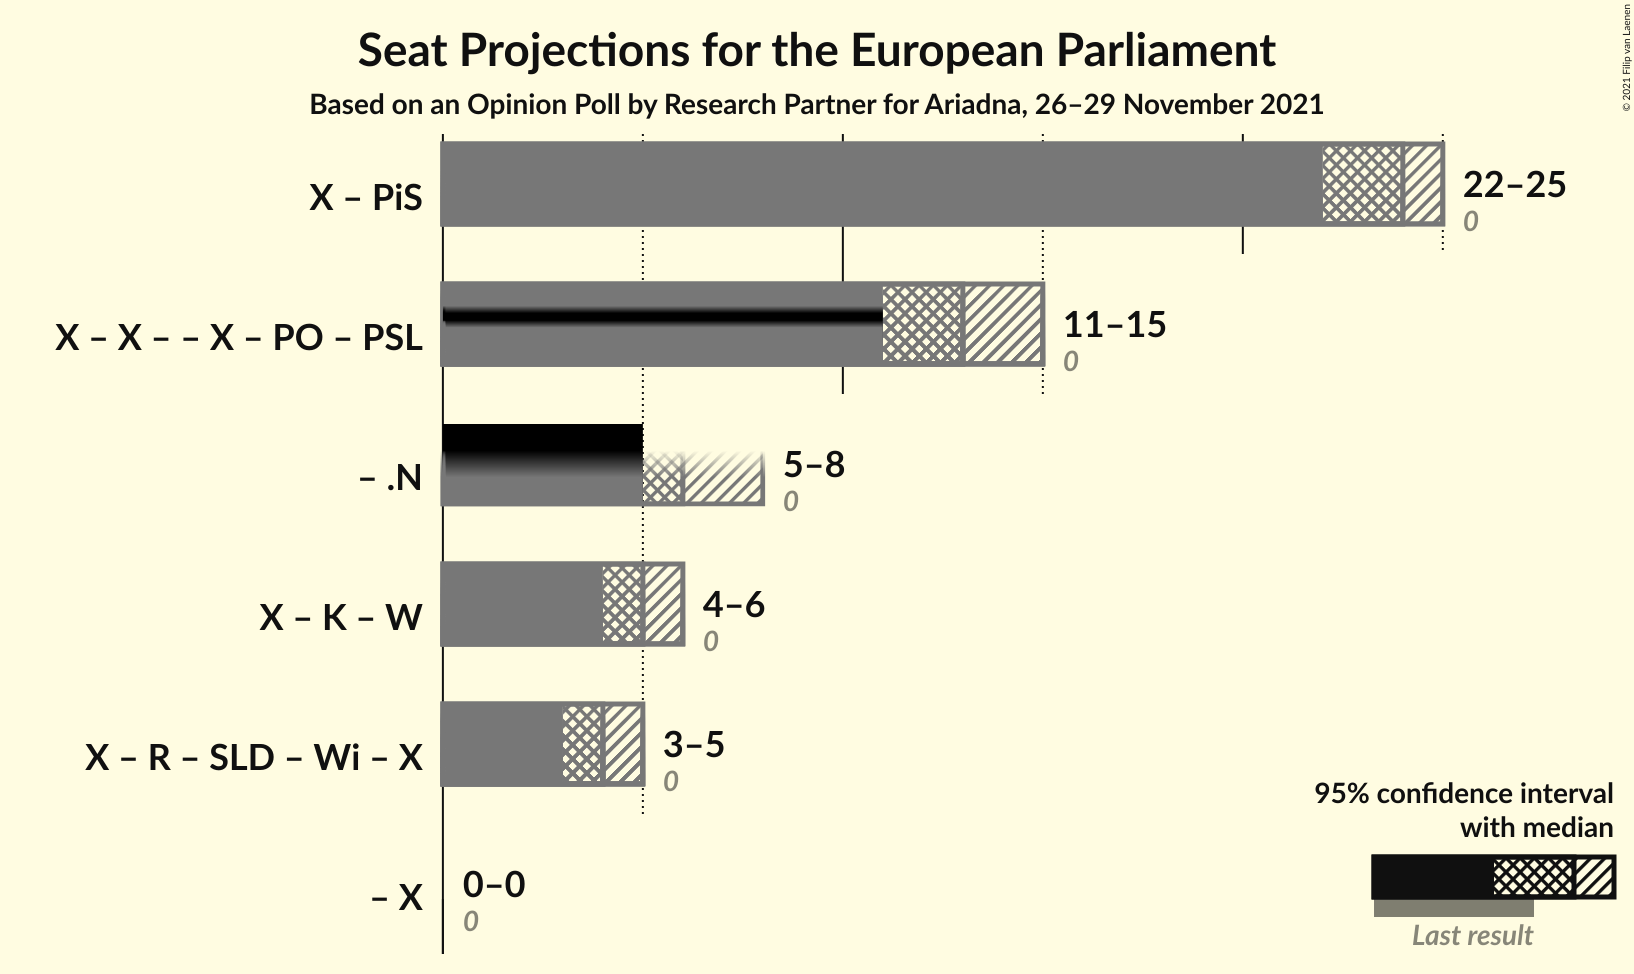 Seat Projections for the European Parliament
Based on an Opinion Poll by Research Partner for Ariadna, 26–29 November 2021
© 2021 Filip van Laenen
X – PiS
22–25
0
X – X – – X – PO – PSL
11–15
0
– .N
5–8
0
X – K – W
4–6
0
X – R – SLD – Wi – X
3–5
0
– X
0–0
0
95% confidence interval
with median
Last result